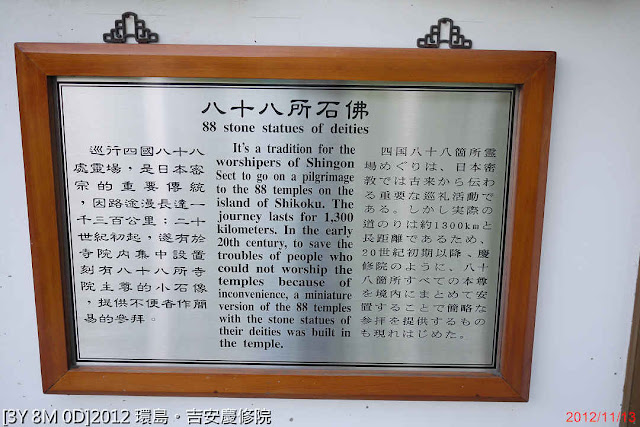 八十八所石佛
88 stone statues of deities
巡行四國八十八
處靈場，是日本密
宗的重要傳統
，因路途漫長達一
千三百公里；二十
世紀初起，遂有於
寺院內集中設置
刻有八十八所寺
院主尊的小石像
，提供不便者作簡
易的參拜。
It's a tradition for the
worshipers of Shingon
Sect to go on a pilgrimage
to the 88 temples on the
island of Shikoku. The
journey lasts for 1,300
kilometers. In the early
20th century, to save the
troubles of people who
could not worship the
temples because of
inconvenience, a miniature
version of the 88 temples
with the stone statues of
their deities was built in
the temple.
四国八十八箇所靈
場めぐりは、日本密
教では古来から伝わ
る重要な巡礼活動で
ある。しかし実際の
道のりは約1300kmと
長距離であるため、
20世紀初期以降、慶
修院のように、八十
八箇所すべての本尊
を境内にまとめて安
置することで簡略な
参拝を提供するもの
も現れはじめた。
[3Y 8M 0D]2012 環島。吉安慶修院
2012/11/13